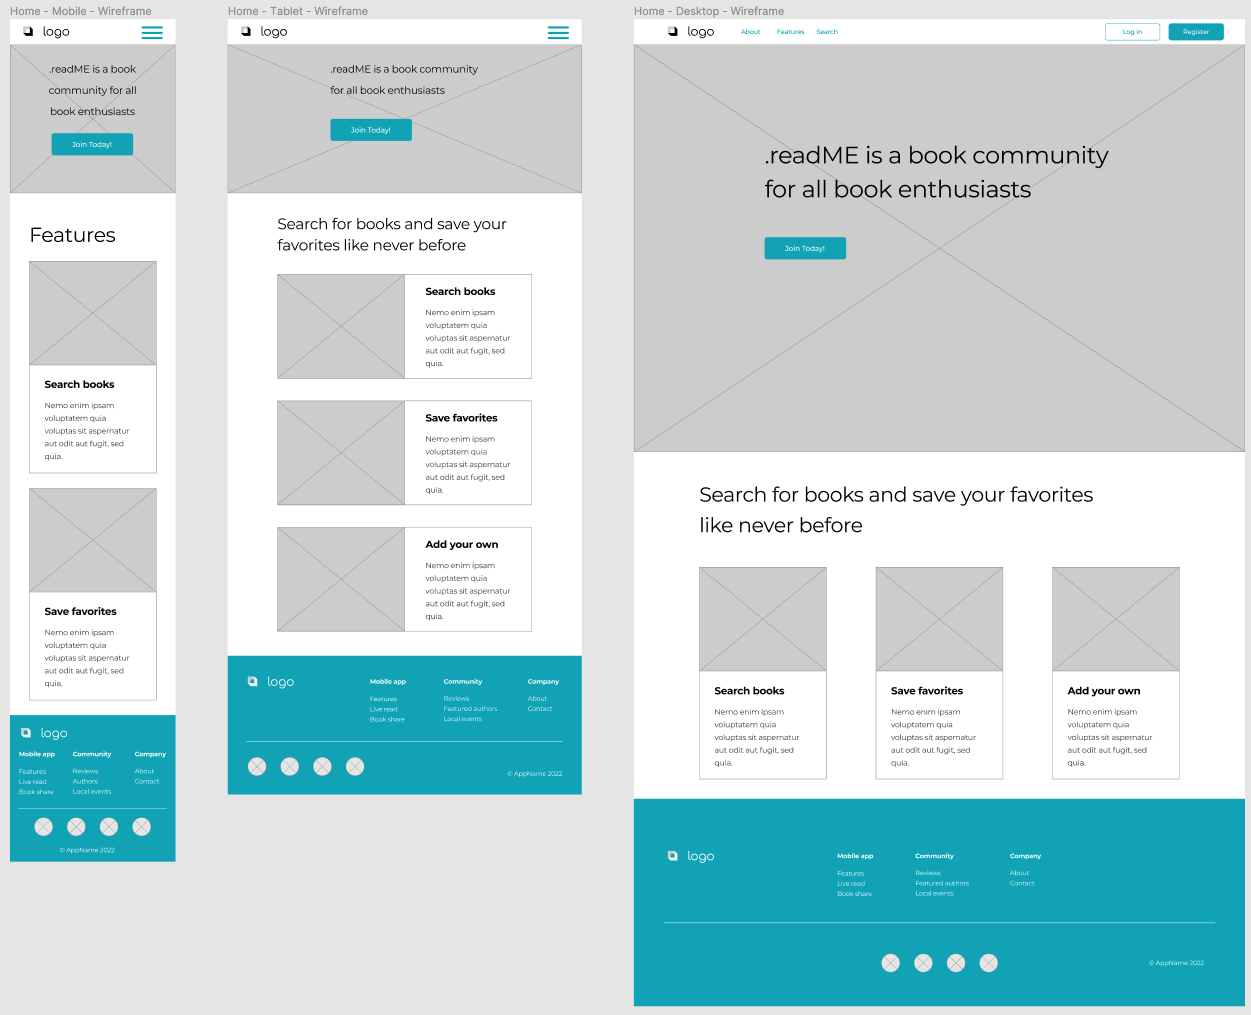 Home - Mobile - Wireframe
logo
.readME is a book
community for all
book enthusiasts
Join Today!
Features
Search books
Nemo enim ipsam
voluptatem quia
voluptas sit aspernatur
aut odit aut fugit, sed
quia.
Save favorites
Nemo enim ipsam
voluptatem quia
voluptas sit aspernatur
aut odit aut fugit, sed
quia.
logo
Mobile app
Features
Live read
Book share
Community
Reviews
Authors
Local events
Company
About
Contact
© AppName 2022
Home - Tablet - Wireframe
logo
.readME is a book community
for all book enthusiasts
Join Today!
Search for books and save your
favorites like never before
Search books
Nemo enim ipsam
voluptatem quia
voluptas sit aspernatur
aut odit aut fugit, sed
quia.
Save favorites
Nemo enim ipsam
voluptatem quia
voluptas sit aspernatur
aut odit aut fugit, sed
quia.
Add your own
Nemo enim ipsam
voluptatem quia
voluptas sit aspernatur
aut odit aut fugit, sed
quia.
logo
Mobile app
Features
Live read
Book share
Community
Reviews
Featured authors
Local events
Company
About
Contact
© AppName 2022
Home - Desktop - Wireframe
logo
About
Features
Search
Log in
Register
.readME is a book community
for all book enthusiasts
Join Today!
Search for books and save your favorites
like never before
Search books
Nemo enim ipsam
voluptatem quia
voluptas sit aspernatur
aut odit aut fugit, sed
quia.
Save favorites
Nemo enim ipsam
voluptatem quia
voluptas sit aspernatur
aut odit aut fugit, sed
quia.
Add your own
Nemo enim ipsam
voluptatem quia
voluptas sit aspernatur
aut odit aut fugit, sed
quia.
logo
Mobile app
Features
Live read
Book share
Community
Reviews
Featured authors
Local events
Company
About
Contact
© AppName 2022